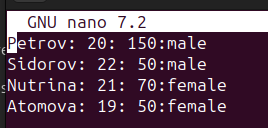 GNU nano 7.2
Petrov: 20: 150:male
Sidorov: 22: 50:male
Nutrina: 21: 70:female
Atomova: 19: 50:female